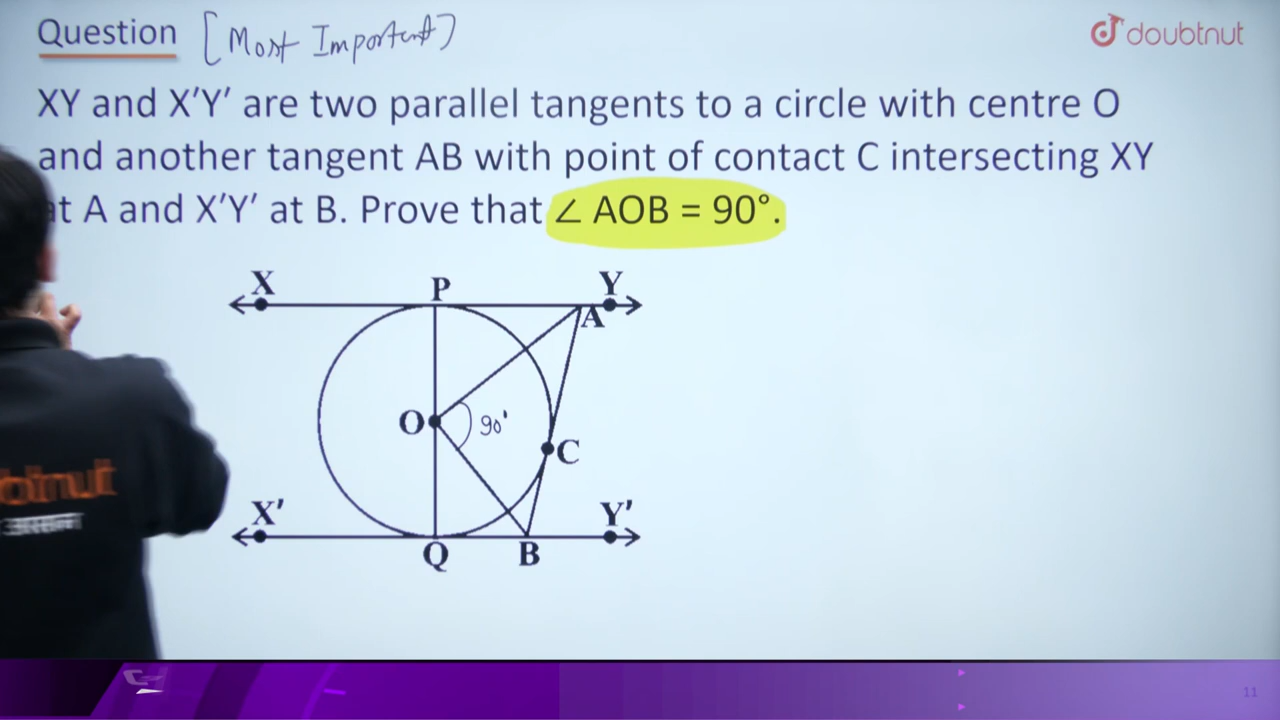 Question [Most Important]
doubtnut
XY and X′Y′ are two parallel tangents to a circle with centre O
and another tangent AB with point of contact C intersecting XY
at A and X′Y′ at B. Prove that ∠ AOB = 90°.
X P Y
A
O 90°
C
X′ Y′
Q B
11